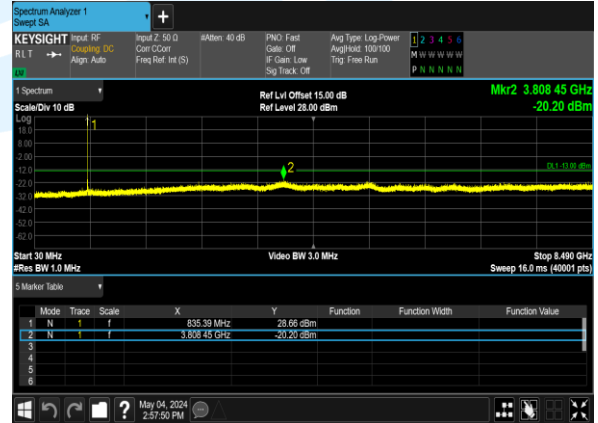 Spectrum Analyzer 1
Swept SA
+
KEYSIGHT Input: RF Input Z: 50 Ω #Atten: 40 dB PNO: Fast Avg Type: Log-Power 1 2 3 4 5 6
RLT Coupling: DC Corr CCorr Gate: Off Avg|Hold: 100/100 M W W W W W
Align: Auto Freq Ref: Int (S) IF Gain: Low Trig: Free Run
Sig Track: Off P N N N N N
1 Spectrum Ref Lvl Offset 15.00 dB Mkr2 3.808 45 GHz
Scale/Div 10 dB Ref Level 28.00 dBm -20.20 dBm
Log
1
18.0
8.00
-2.00
-12.0 2 DL1 -13.00 dBm
-22.0
-32.0
-42.0
-52.0
-62.0
Start 30 MHz Video BW 3.0 MHz Stop 8.490 GHz
#Res BW 1.0 MHz Sweep 16.0 ms (40001 pts)
5 Marker Table
Mode Trace Scale X Y Function Function Width Function Value
1 N 1 f 835.39 MHz 28.66 dBm
2 N 1 f 3.808 45 GHz -20.20 dBm
3
4
5
6
? May 04, 2024
2:57:50 PM